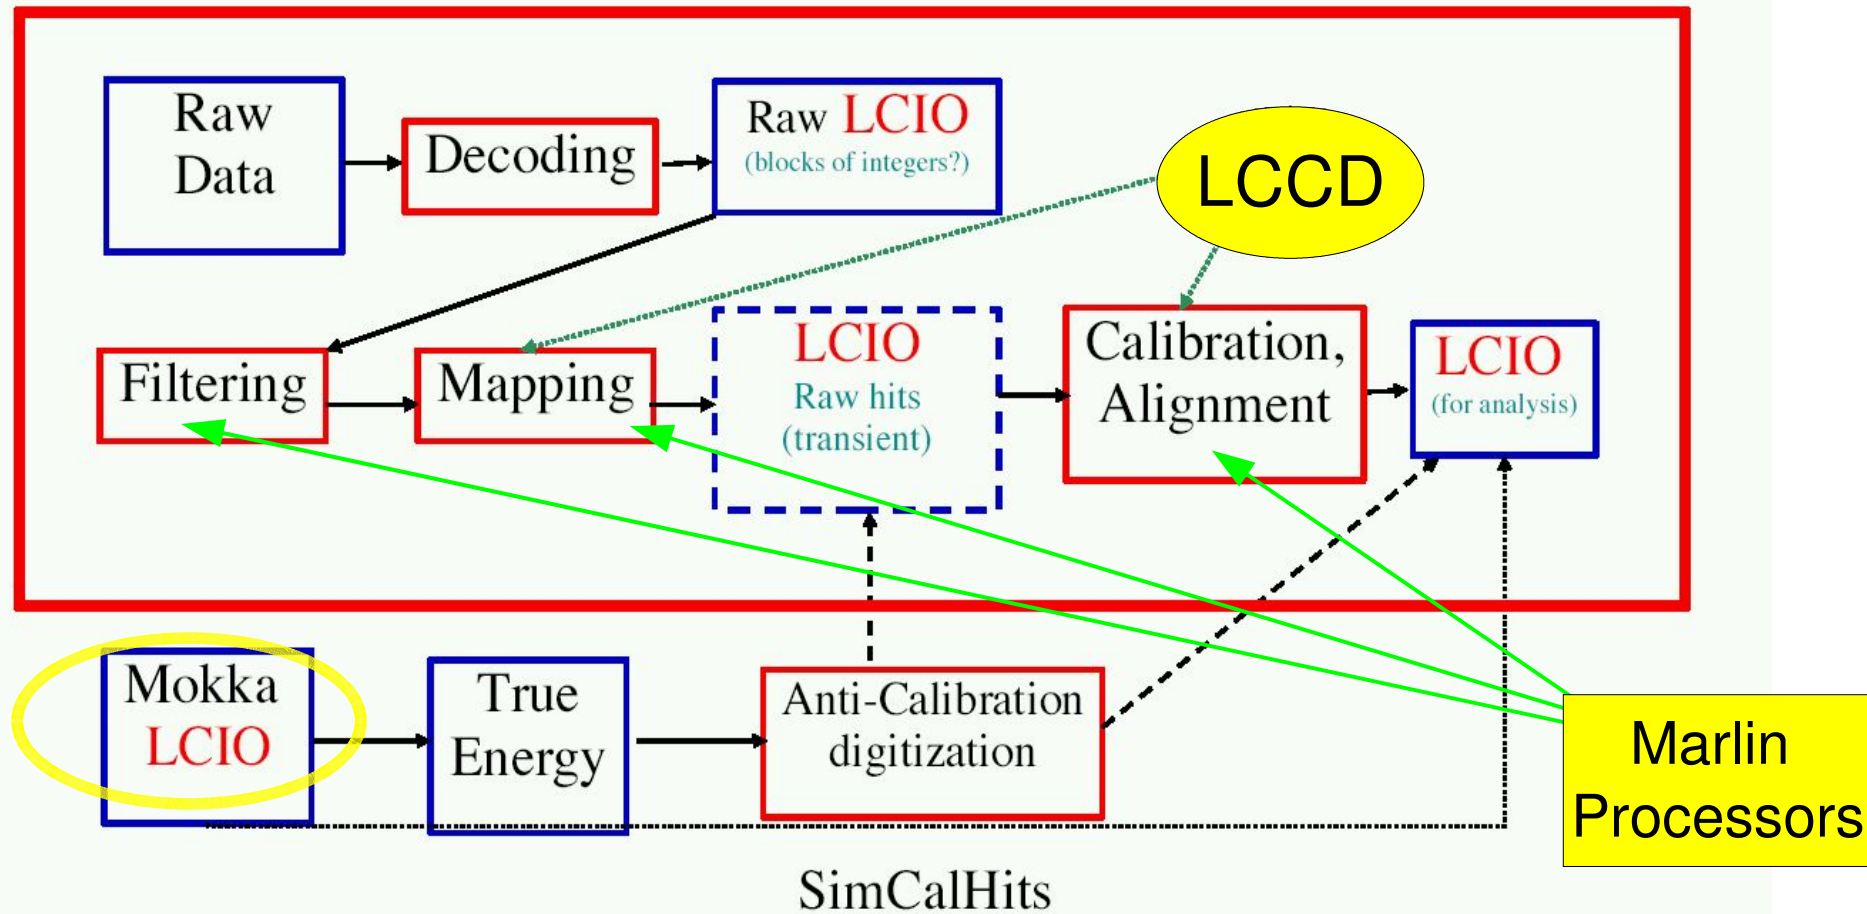 Raw
Data
Decoding
Raw LCIO
(blocks of integers?)
LCCD
Filtering
Mapping
LCIO
Raw hits
(transient)
Calibration,
Alignment
LCIO
(for analysis)
Mokka
LCIO
True
Energy
Anti-Calibration
digitization
Marlin
Processors
SimCalHits